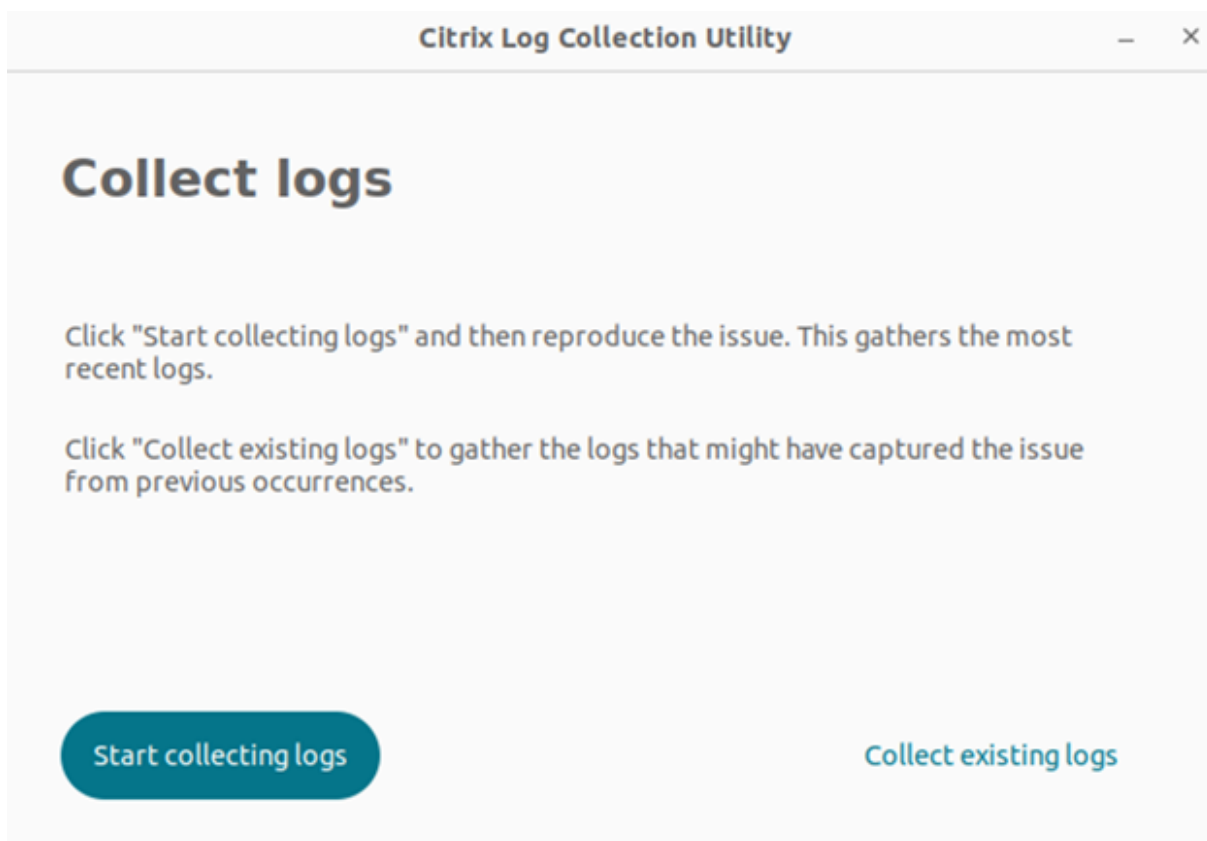 Citrix Log Collection Utility
Collect logs
Click "Start collecting logs" and then reproduce the issue. This gathers the most
recent logs.
Click "Collect existing logs" to gather the logs that might have captured the issue
from previous occurrences.
Start collecting logs
Collect existing logs